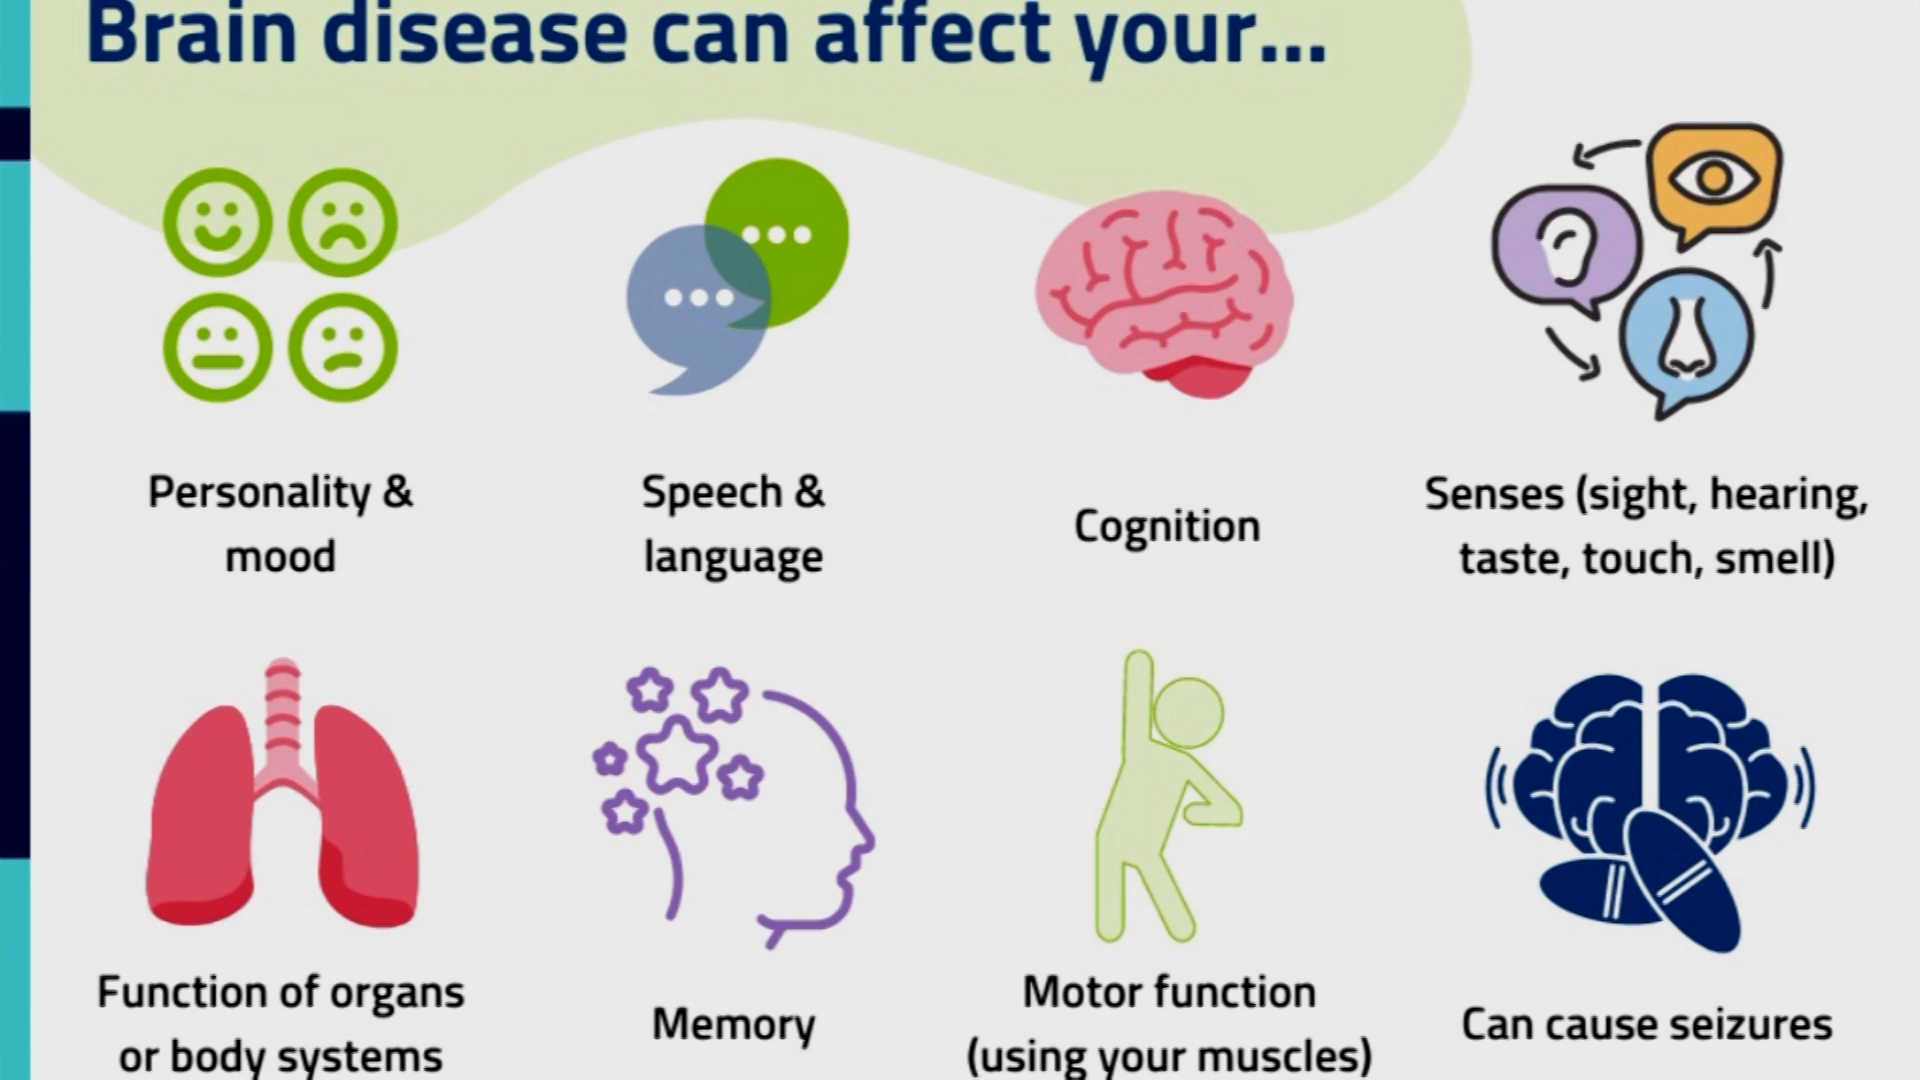 Brain disease can affect your...
Personality &
mood
Speech &
language
Cognition
Senses (sight, hearing,
taste, touch, smell)
Function of organs
or body systems
Memory
Motor function
(using your muscles)
Can cause seizures